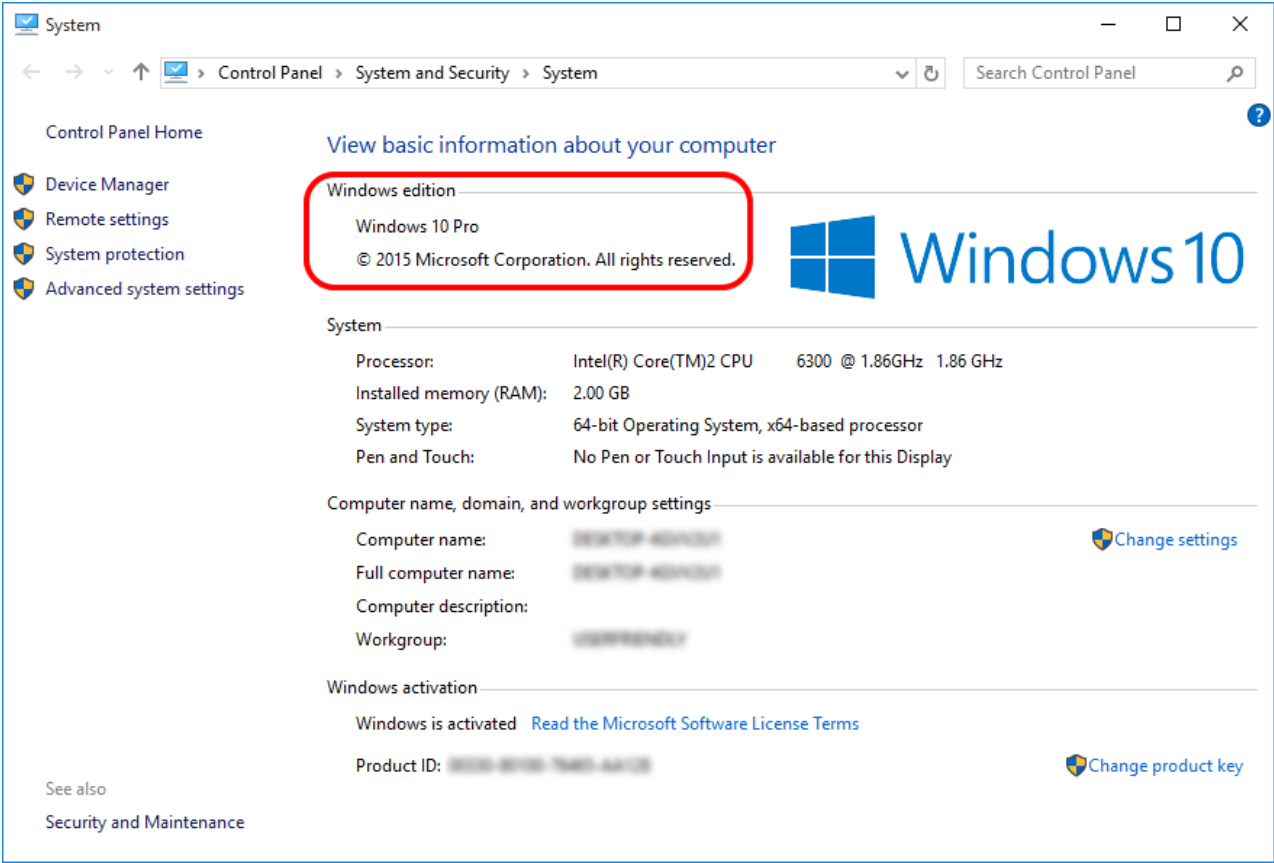 System
Control Panel › System and Security › System
Search Control Panel
?
Control Panel Home
Device Manager
Remote settings
System protection
Advanced system settings
View basic information about your computer
Windows edition
Windows 10 Pro
© 2015 Microsoft Corporation. All rights reserved.
Windows 10
System
Processor: Intel(R) Core(TM)2 CPU 6300 @ 1.86GHz 1.86 GHz
Installed memory (RAM): 2.00 GB
System type: 64-bit Operating System, x64-based processor
Pen and Touch: No Pen or Touch Input is available for this Display
Computer name, domain, and workgroup settings
Computer name:
Change settings
Full computer name:
Computer description:
Workgroup:
Windows activation
Windows is activated Read the Microsoft Software License Terms
Product ID:
Change product key
See also
Security and Maintenance